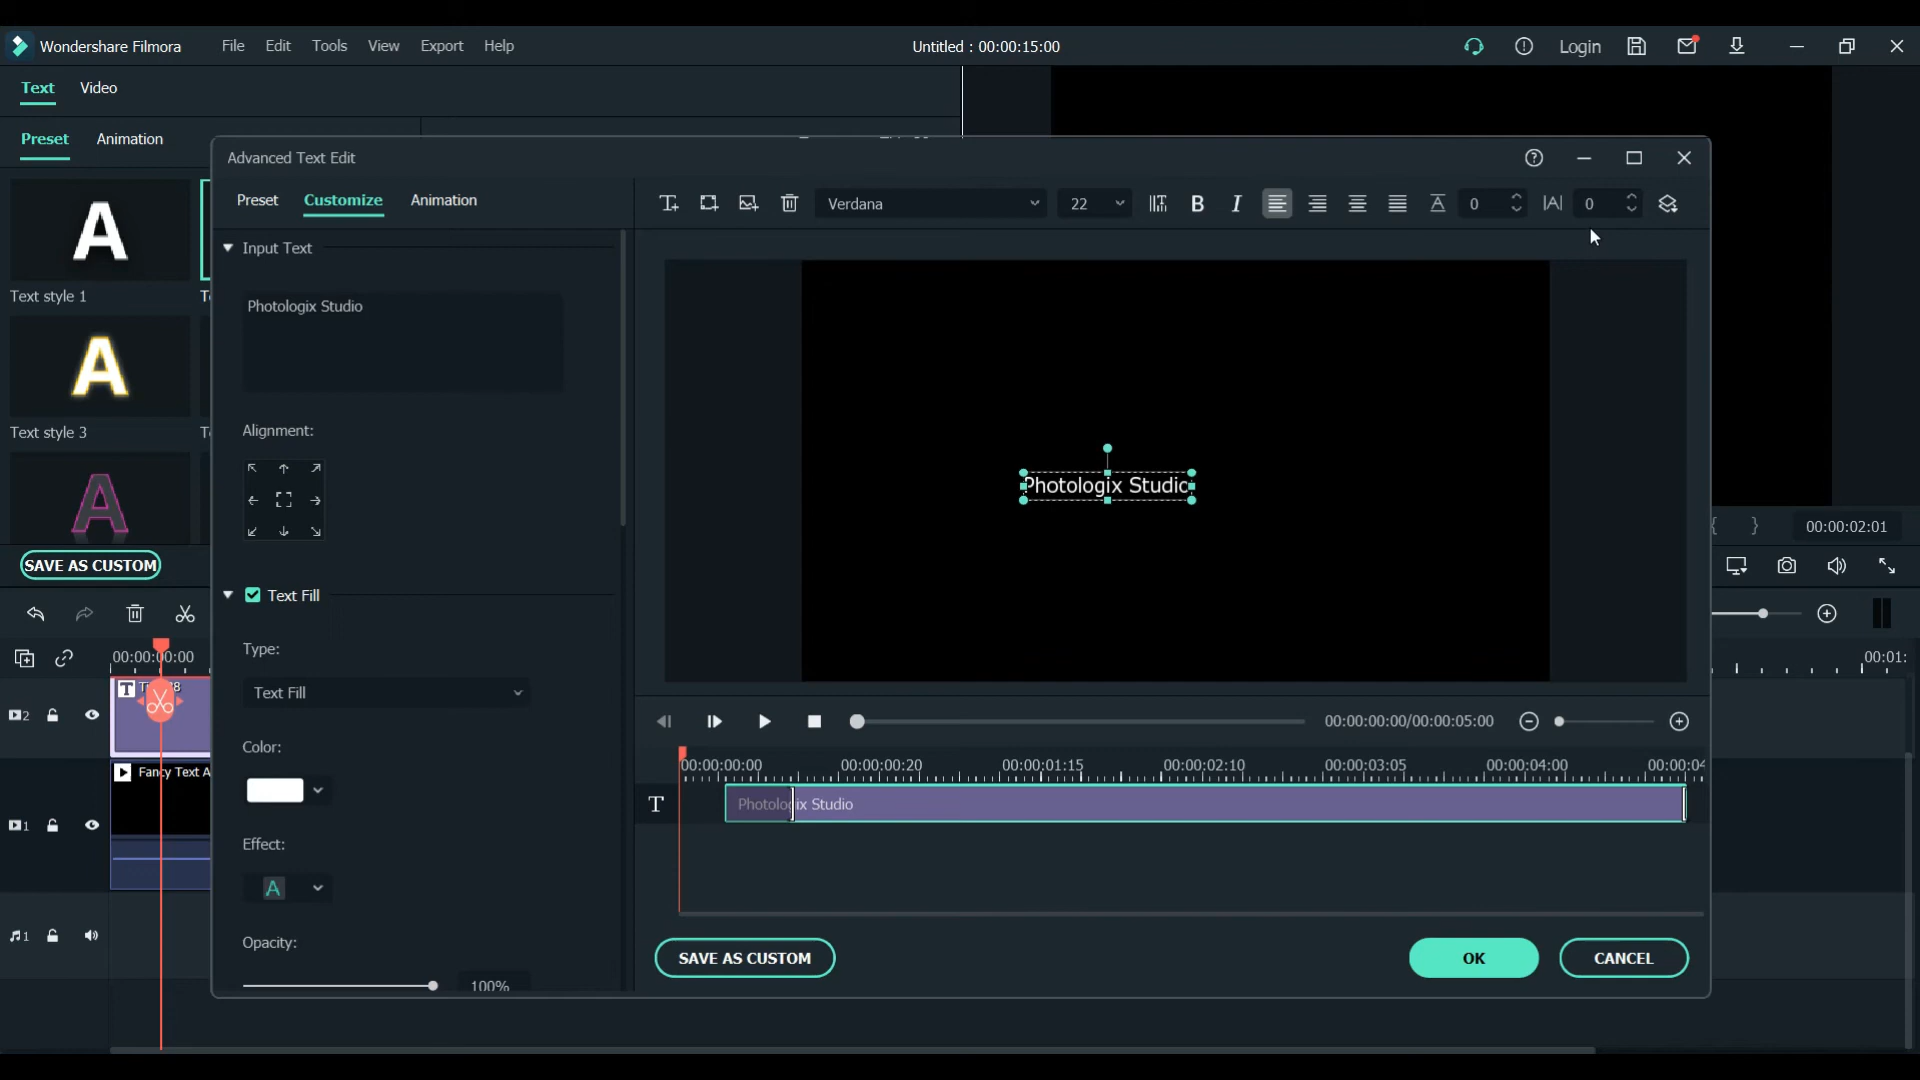 Wondershare Filmora File Edit Tools View Export Help Untitled : 00:00:15:00 Login
Text Video
Preset Animation
Advanced Text Edit
Preset Customize Animation Verdana 22 0 0
Input Text
Text style 1
Photologix Studio
Text style 3
Alignment:
Photologix Studio
00:00:02:01
SAVE AS CUSTOM
Text Fill
Type:
Text Fill
Color:
00:00:00:00/00:00:05:00
00:00:00:00 00:00:00:20 00:00:01:15 00:00:02:10 00:00:03:05 00:00:04:00
Photologix Studio
Effect:
A
Opacity:
100%
SAVE AS CUSTOM OK CANCEL
00:00:00:00
00:01:
2
Fancy Text A
1
1